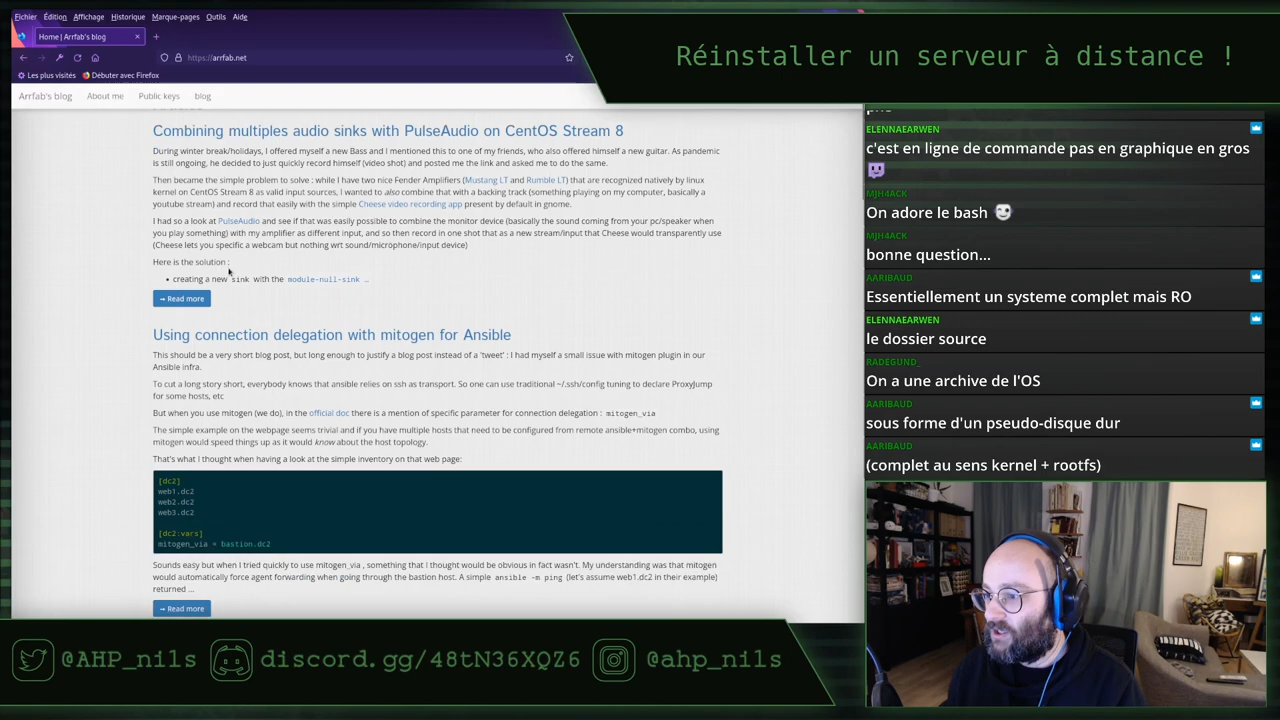 Fichier Édition Affichage Historique Marque-pages Outils Aide
Home | Arrfab's blog
https://arrfab.net
Les plus visités Débuter avec Firefox
Arrfab's blog About me Public keys blog
Combining multiples audio sinks with PulseAudio on CentOS Stream 8
During winter break/holidays, I offered myself a new Bass and I mentioned this to one of my friends, who also offered himself a new guitar. As pandemic
is still ongoing, he decided to just quickly record himself (video shot) and posted me the link and asked me to do the same.
Then became the simple problem to solve : while I have two nice Fender Amplifiers (Mustang LT and Rumble LT) that are recognized natively by linux
kernel on CentOS Stream 8 as valid input sources, I wanted to also combine that with a backing track (something playing on my computer, basically a
youtube stream) and record that easily with the simple Cheese video recording app present by default in gnome.
I had so a look at PulseAudio and see if that was easily possible to combine the monitor device (basically the sound coming from your pc/speaker when
you play something) with my amplifier as different input, and so then record in one shot that as a new stream/input that Cheese would transparently use
(Cheese lets you specific a webcam but nothing wrt sound/microphone/input device)
Here is the solution :
• creating a new sink with the module-null-sink …
→ Read more
Using connection delegation with mitogen for Ansible
This should be a very short blog post, but long enough to justify a blog post instead of a 'tweet' : I had myself a small issue with mitogen plugin in our
Ansible infra.
To cut a long story short, everybody knows that ansible relies on ssh as transport. So one can use traditional ~/.ssh/config tuning to declare ProxyJump
for some hosts, etc
But when you use mitogen (we do), in the official doc there is a mention of specific parameter for connection delegation : mitogen_via
The simple example on the webpage seems trivial and if you have multiple hosts that need to be configured from remote ansible+mitogen combo, using
mitogen would speed things up as it would know about the host topology.
That's what I thought when having a look at the simple inventory on that web page:
[dc2]
web1.dc2
web2.dc2
web3.dc2
[dc2:vars]
mitogen_via = bastion.dc2
Sounds easy but when I tried quickly to use mitogen_via , something that I thought would be obvious in fact wasn't. My understanding was that mitogen
would automatically force agent forwarding when going through the bastion host. A simple ansible -m ping (let's assume web1.dc2 in their example)
returned …
→ Read more
Réinstaller un serveur à distance !
ELENNAEARWEN
c'est en ligne de commande pas en graphique en gros
MJH4ACK
On adore le bash
MJH4ACK
bonne question...
AARIBAUD
Essentiellement un systeme complet mais RO
ELENNAEARWEN
le dossier source
RADEGUND_
On a une archive de l'OS
AARIBAUD
sous forme d'un pseudo-disque dur
AARIBAUD
(complet au sens kernel + rootfs)
@AHP_nils discord.gg/48tN36XQZ6 @ahp_nils